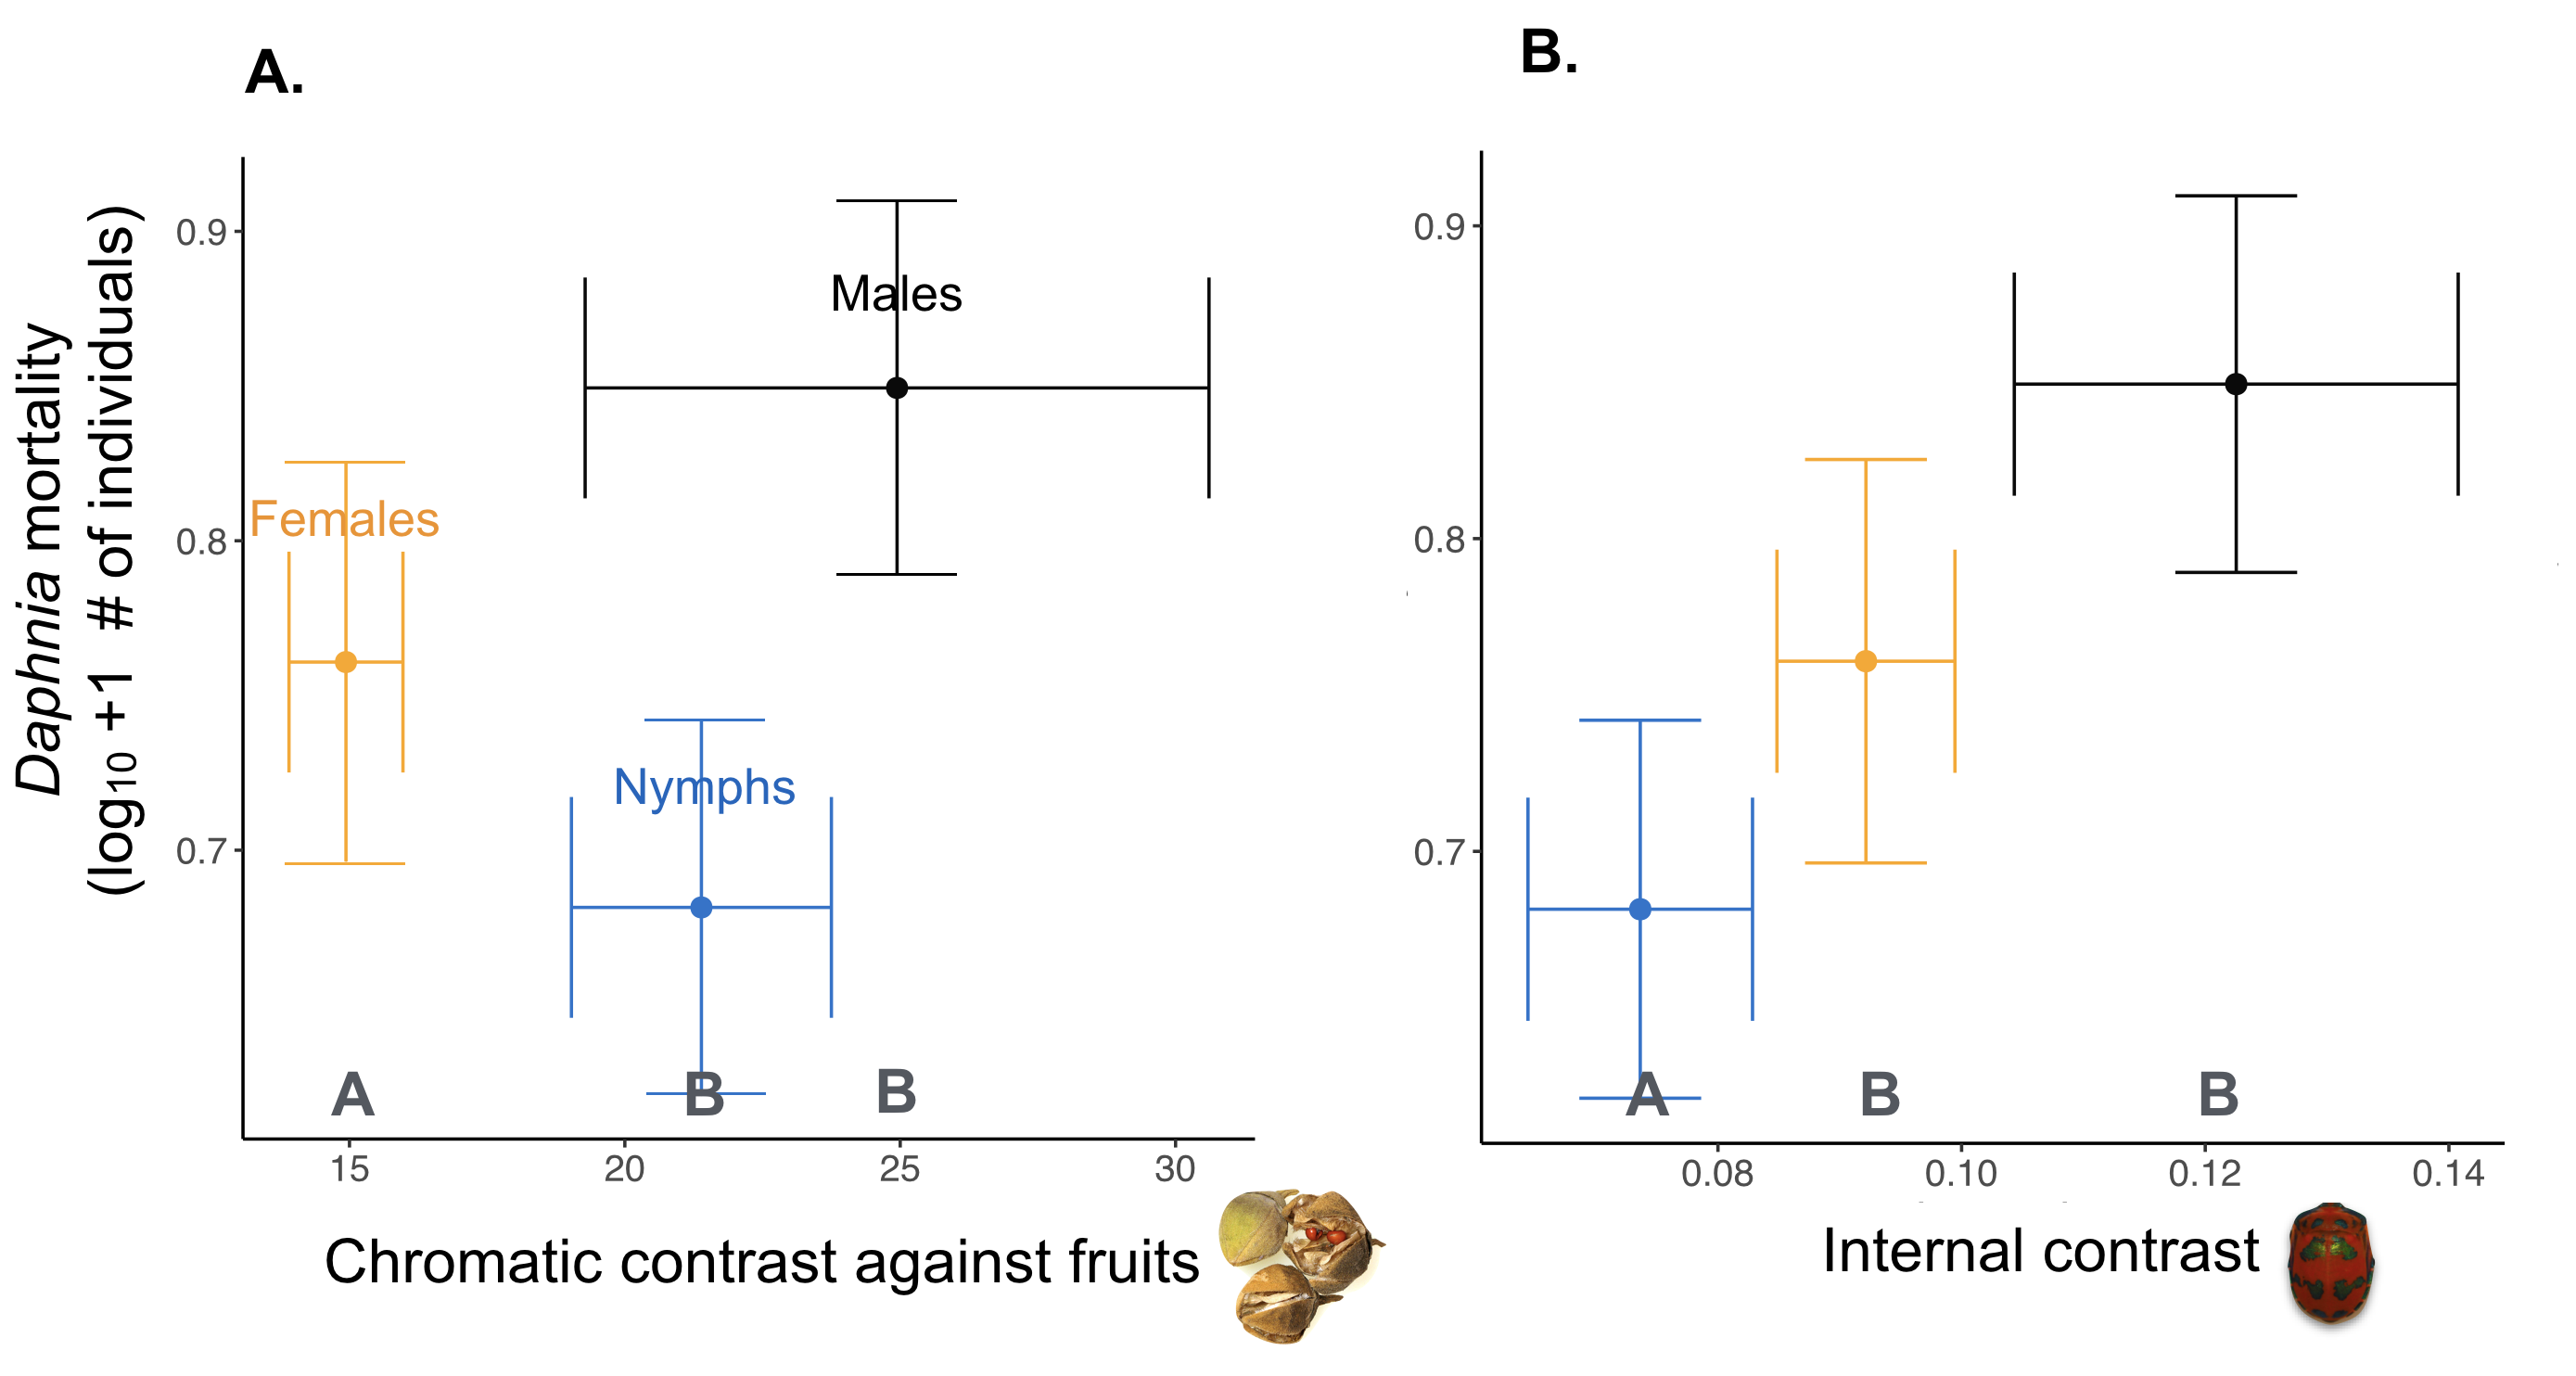 A.
Daphnia mortality
(log10 +1 # of individuals)
0.9
0.8
0.7
Males
Females
Nymphs
A B B
15 20 25 30
Chromatic contrast against fruits
B.
0.9
0.8
0.7
A B B
0.08 0.10 0.12 0.14
Internal contrast